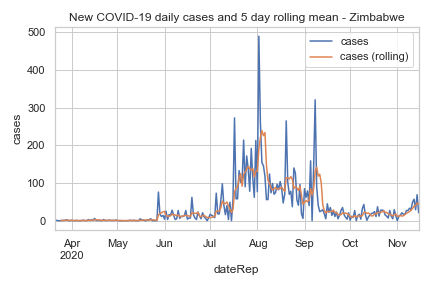 New COVID-19 daily cases and 5 day rolling mean - Zimbabwe
cases
cases (rolling)
500
400
300
200
100
0
cases
Apr
2020
May
Jun
Jul
Aug
Sep
Oct
Nov
dateRep